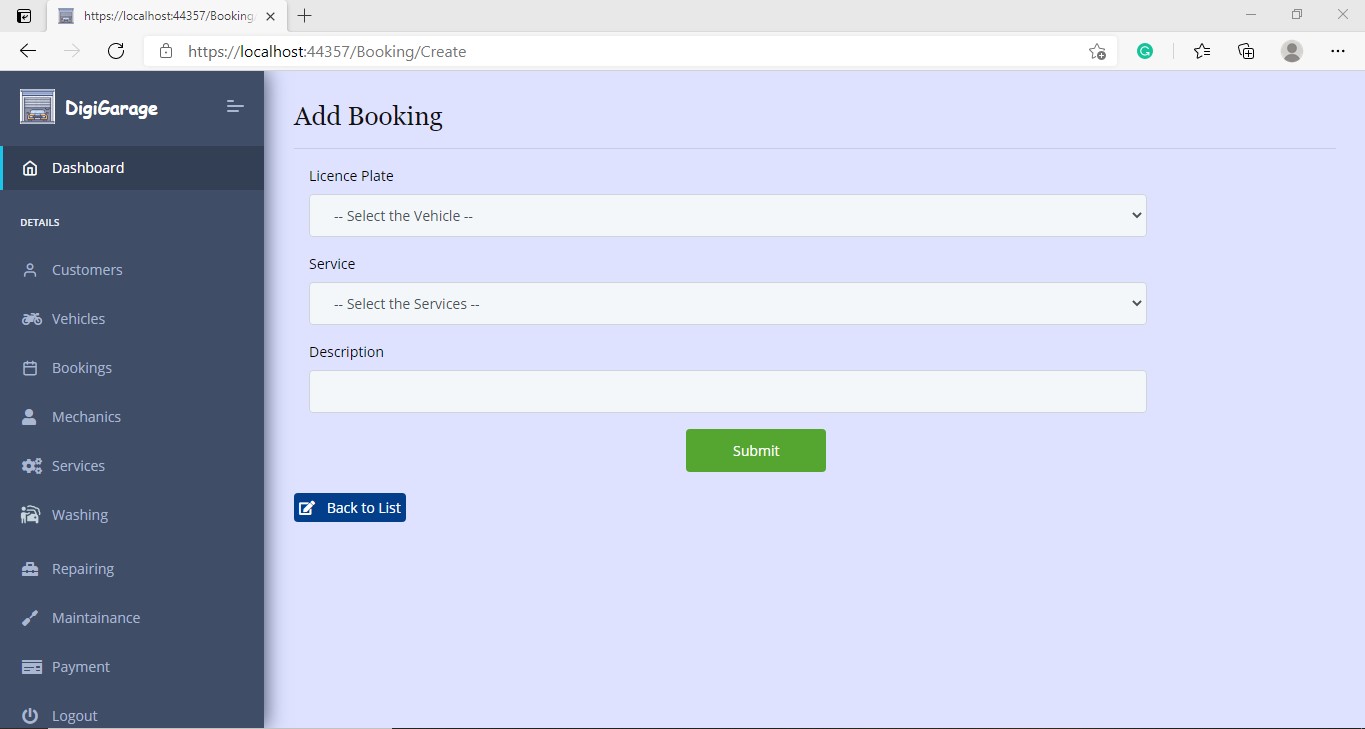 https://localhost:44357/Booking
https://localhost:44357/Booking/Create
DigiGarage
Dashboard
DETAILS
Customers
Vehicles
Bookings
Mechanics
Services
Washing
Repairing
Maintainance
Payment
Logout
Add Booking
Licence Plate
-- Select the Vehicle --
Service
-- Select the Services --
Description
Submit
Back to List